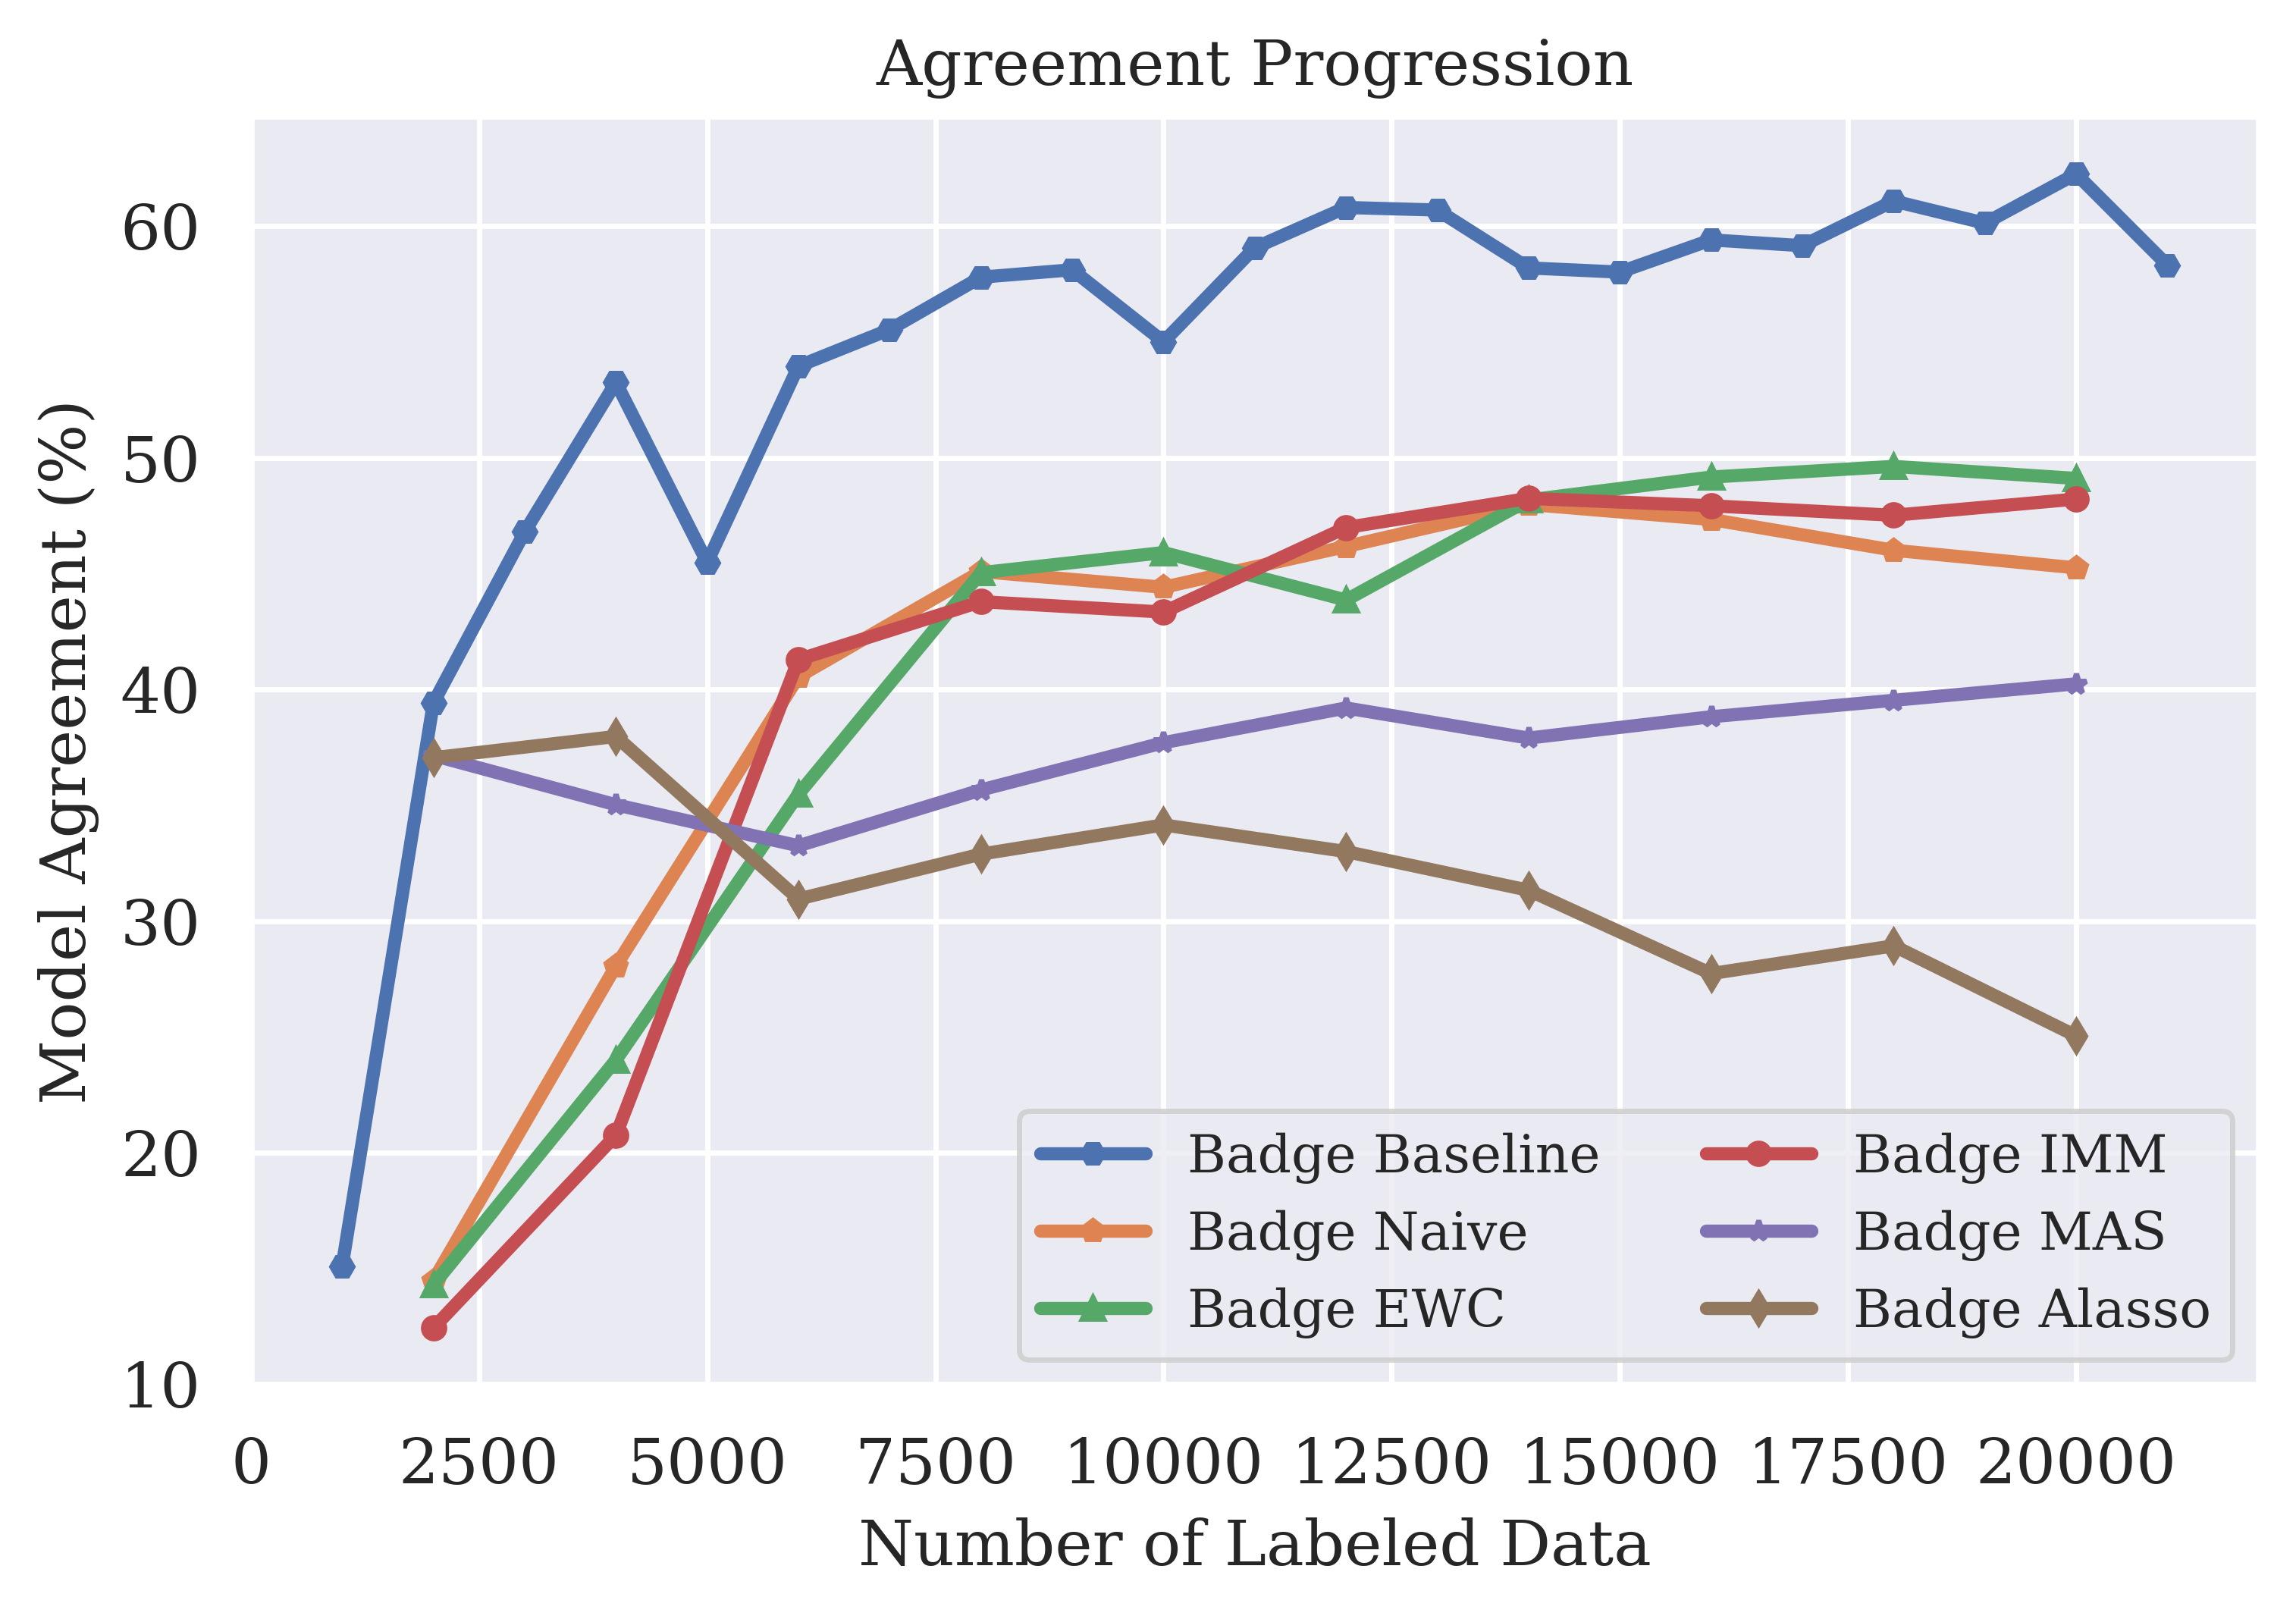 Agreement Progression
Model Agreement (%)
60
50
40
30
20
10
0 2500 5000 7500 10000 12500 15000 17500 20000
Number of Labeled Data
Badge Baseline
Badge Naive
Badge EWC
Badge IMM
Badge MAS
Badge Alasso